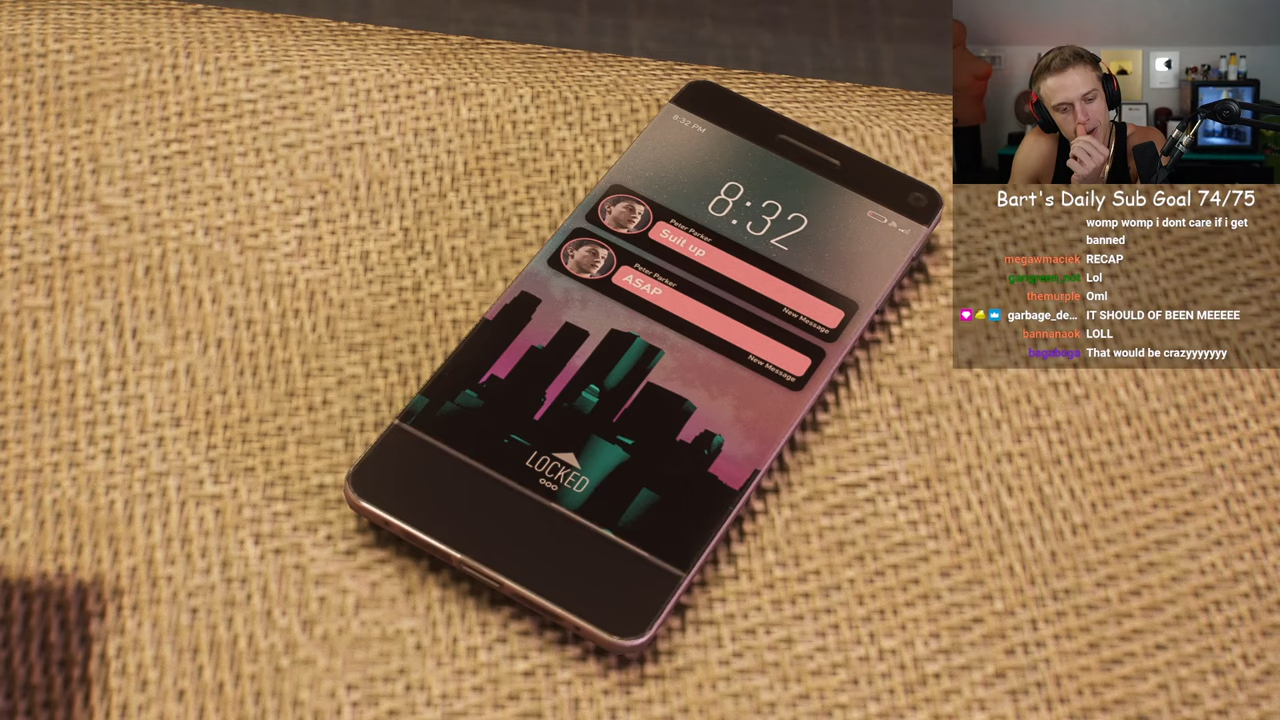 8:32 PM
8:32
Peter Parker
Suit up
New Message
Peter Parker
ASAP
New Message
LOCKED
Bart's Daily Sub Goal 74/75
womp womp i dont care if i get
banned
megawmaciek RECAP
Lol
themurple Oml
garbage_de... IT SHOULD OF BEEN MEEEEE
bannanaok LOLL
That would be crazyyyyyy